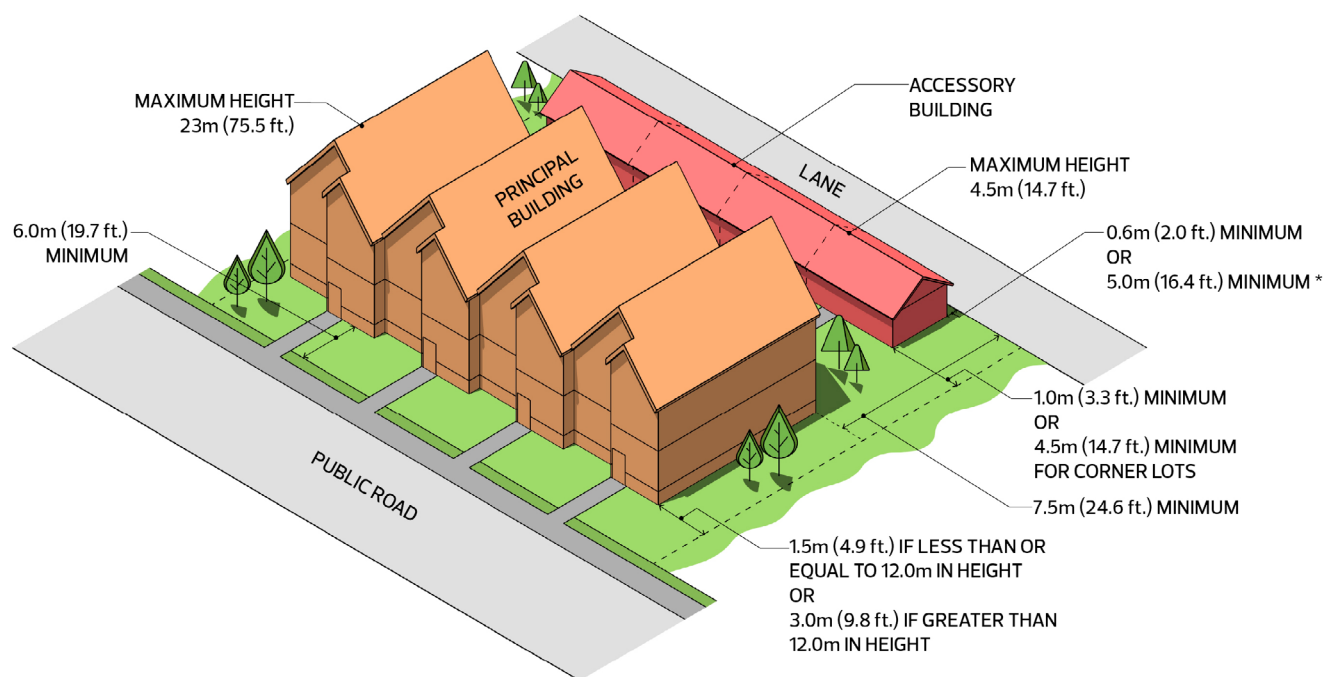 MAXIMUM HEIGHT
23m (75.5 ft.)
ACCESSORY
BUILDING
LANE
MAXIMUM HEIGHT
4.5m (14.7 ft.)
PRINCIPAL
BUILDING
6.0m (19.7 ft.)
MINIMUM
0.6m (2.0 ft.) MINIMUM
OR
5.0m (16.4 ft.) MINIMUM *
1.0m (3.3 ft.) MINIMUM
OR
4.5m (14.7 ft.) MINIMUM
FOR CORNER LOTS
PUBLIC ROAD
7.5m (24.6 ft.) MINIMUM
1.5m (4.9 ft.) IF LESS THAN OR
EQUAL TO 12.0m IN HEIGHT
OR
3.0m (9.8 ft.) IF GREATER THAN
12.0m IN HEIGHT